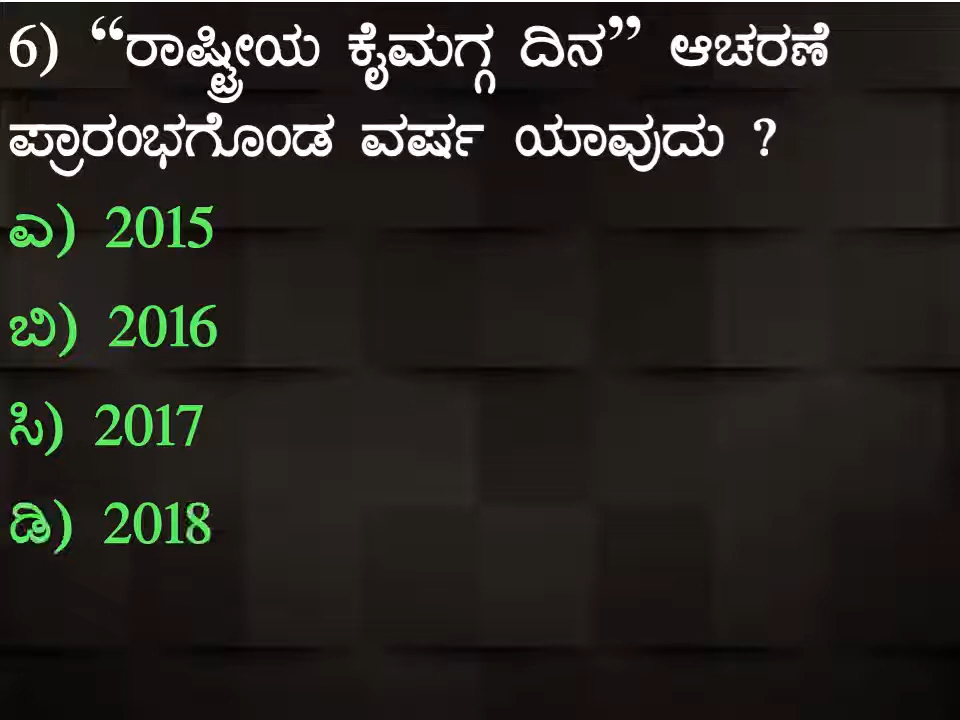 6) “ರಾಷ್ಟ್ರೀಯ ಕೈಮಗ್ಗ ದಿನ” ಆಚರಣೆ
ಪ್ರಾರಂಭಗೊಂಡ ವರ್ಷ ಯಾವುದು ?
ಎ) 2015
ಬಿ) 2016
ಸಿ) 2017
ಡಿ) 2018